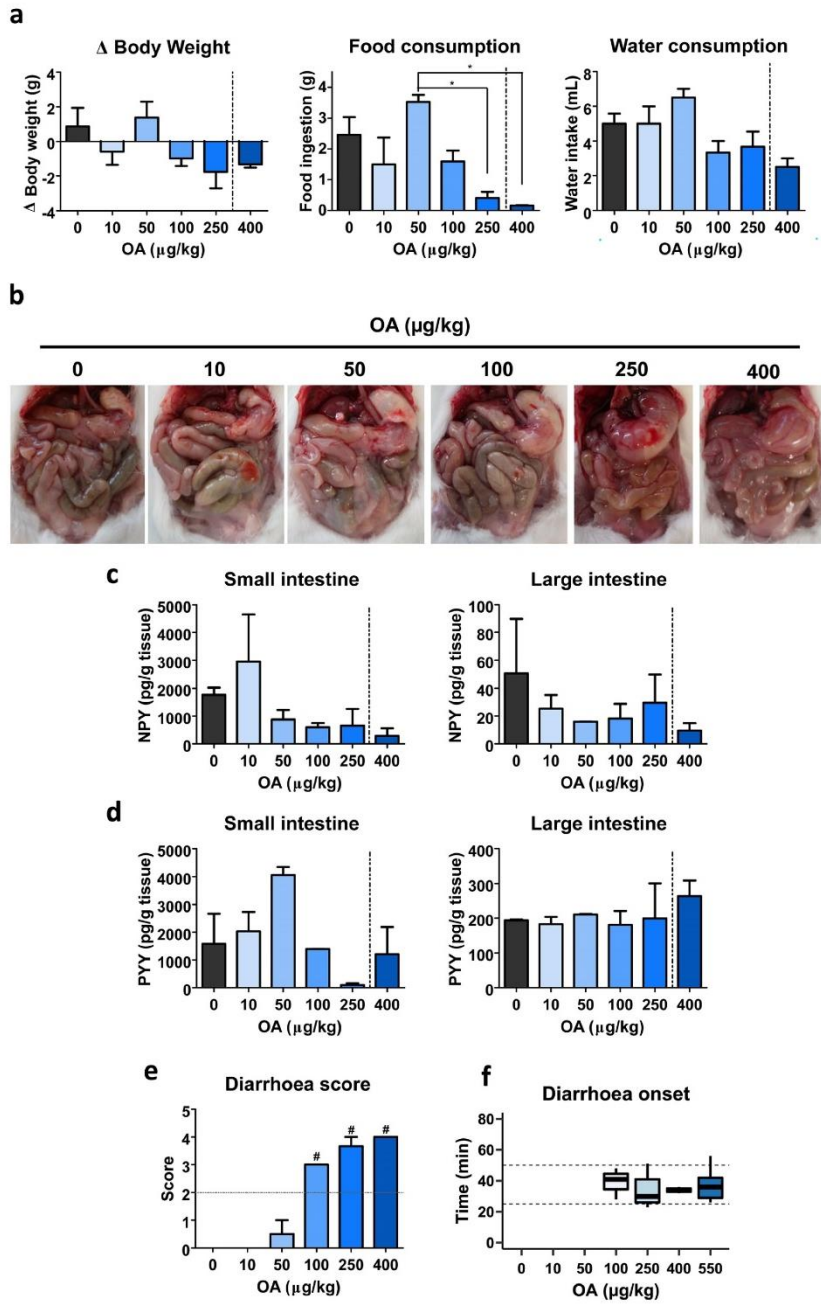 a
Δ Body Weight
Δ Body weight (g)
4
2
0
-2
-4
0 10 50 100 250 400
OA (µg/kg)
Food consumption
Food ingestion (g)
4
3
2
1
0
* *
0 10 50 100 250 400
OA (µg/kg)
Water consumption
Water intake (mL)
8
6
4
2
0
0 10 50 100 250 400
OA (µg/kg)
b
OA (µg/kg)
0 10 50 100 250 400
c
Small intestine
NPY (pg/g tissue)
5000
4000
3000
2000
1000
0
0 10 50 100 250 400
OA (µg/kg)
Large intestine
NPY (pg/g tissue)
100
80
60
40
20
0
0 10 50 100 250 400
OA (µg/kg)
d
Small intestine
PYY (pg/g tissue)
5000
4000
3000
2000
1000
0
0 10 50 100 250 400
OA (µg/kg)
Large intestine
PYY (pg/g tissue)
400
300
200
100
0
0 10 50 100 250 400
OA (µg/kg)
e
Diarrhoea score
Score
5
4
3
2
1
0
# # #
0 10 50 100 250 400
OA (µg/kg)
f
Diarrhoea onset
Time (min)
80
60
40
20
0
0 10 50 100 250 400 550
OA (µg/kg)